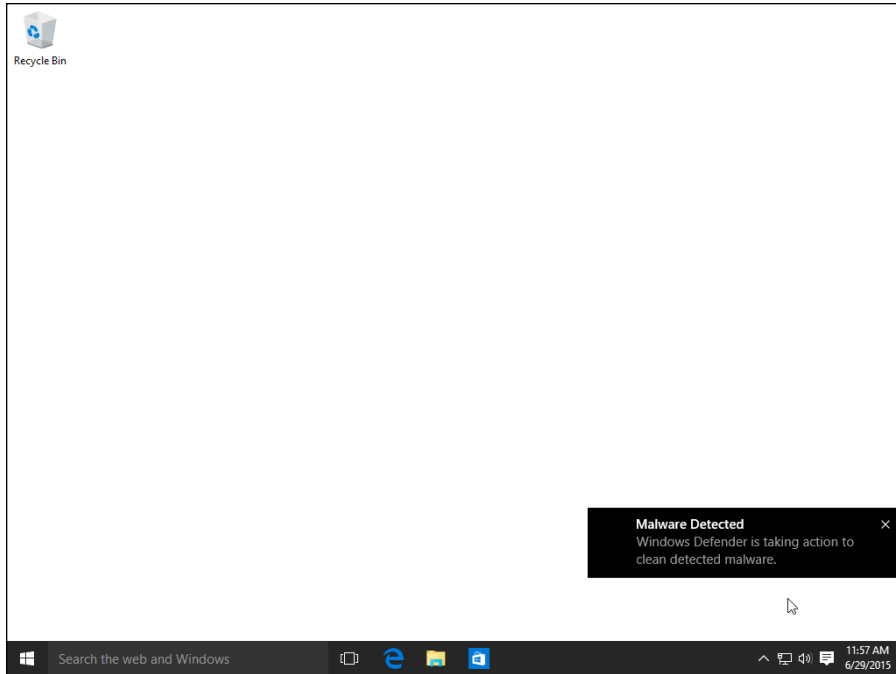 Recycle Bin
Malware Detected
Windows Defender is taking action to
clean detected malware.
Search the web and Windows
11:57 AM
6/29/2015